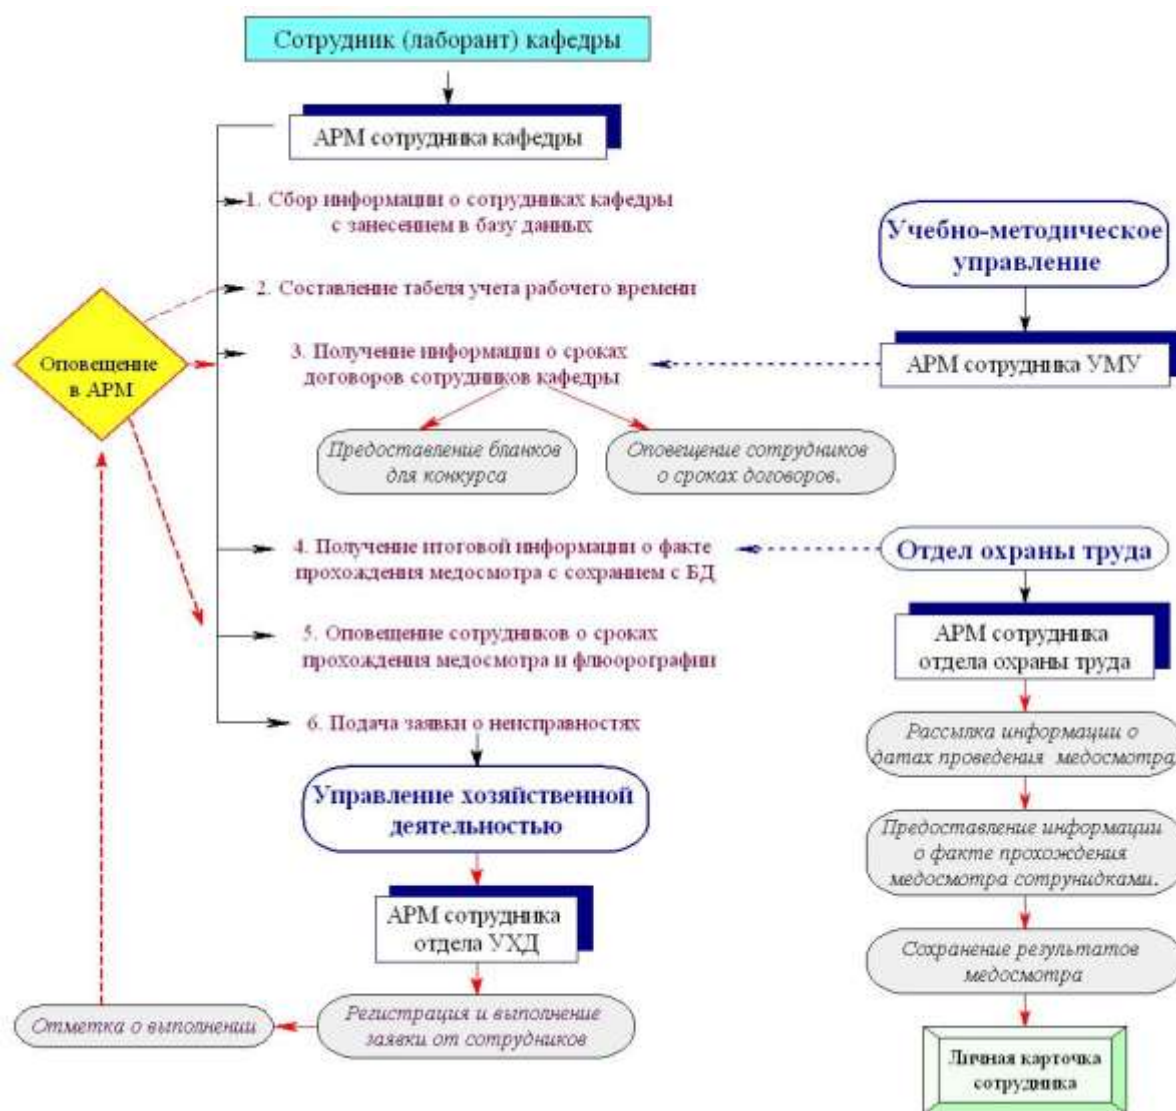 Сотрудник (лаборант) кафедры
АРМ сотрудника кафедры
1. Сбор информации о сотрудниках кафедры
с занесением в базу данных
Учебно-методическое
управление
2. Составление табеля учета рабочего времени
Оповещение
в АРМ
3. Получение информации о сроках
договоров сотрудников кафедры
АРМ сотрудника УМУ
Предоставление бланков
для конкурса
Оповещение сотрудников
о сроках договоров.
4. Получение итоговой информации о факте
прохождения медосмотра с сохранием с БД
Отдел охраны труда
АРМ сотрудника
отдела охраны труда
5. Оповещение сотрудников о сроках
прохождения медосмотра и флюорографии
6. Подача заявки о неисправностях
Рассылка информации о
датах проведения медосмотра
Управление хозяйственной
деятельностью
Предоставление информации
о факте прохождения
медосмотра сотрунидками.
АРМ сотрудника
отдела УХД
Сохранение результатов
медосмотра
Отметка о выполнении
Регистрация и выполнение
заявки от сотрудников
Личная карточка
сотрудника